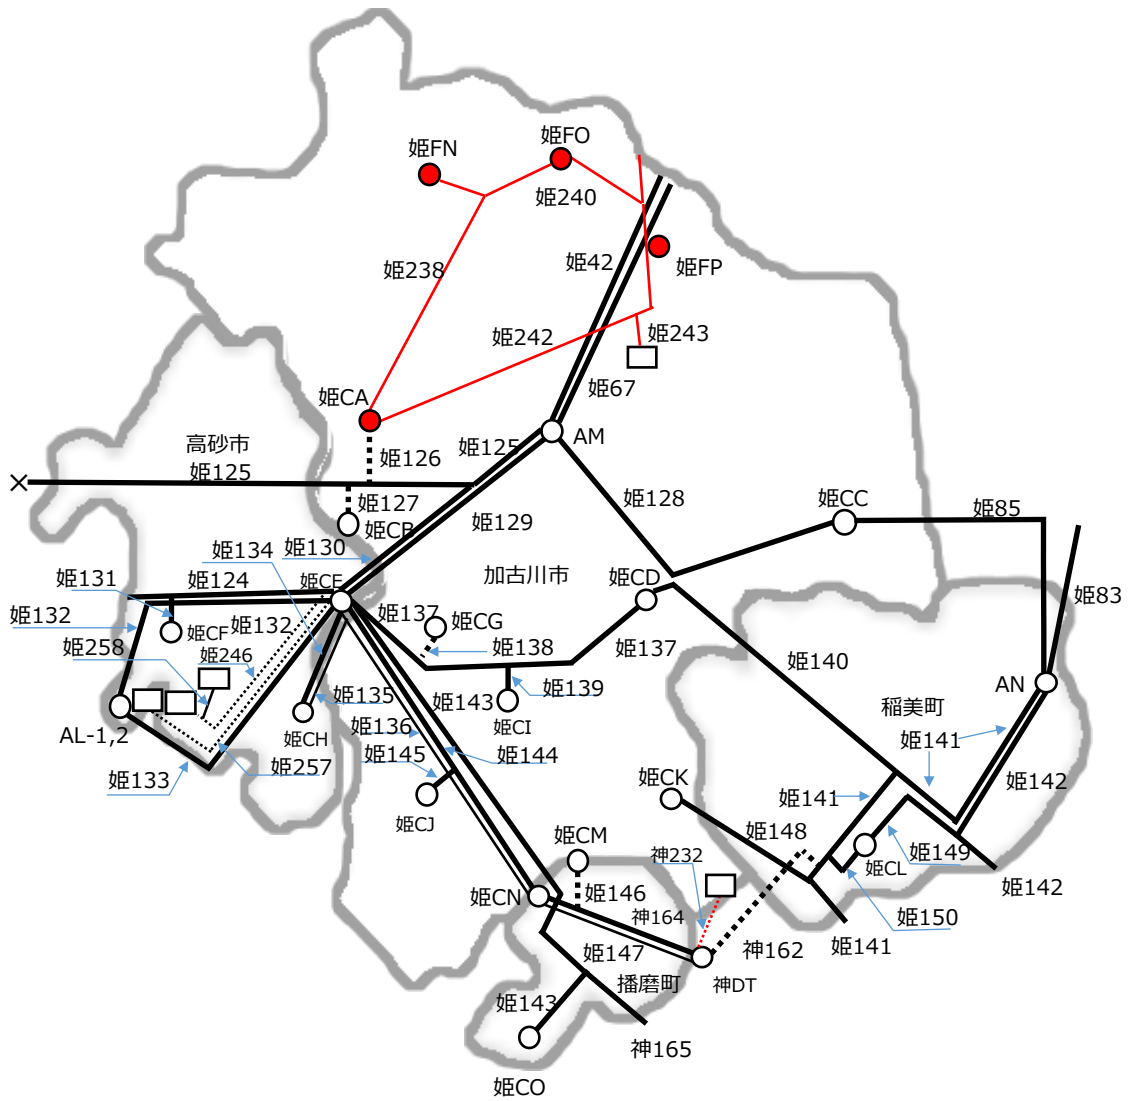 姫FO
姫FN
姫240
姫42
姫FP
姫238
姫242
姫243
姫67
姫CA
AM
高砂市
姫125
姫126
姫125
姫127
姫128
姫CC
姫85
姫129
姫CB
姫134
姫130
加古川市
姫CD
姫131
姫124
姫CE
姫83
姫132
姫CF
姫132
姫137
姫CG
姫258
姫246
姫138
姫137
姫140
AN
姫135
姫143
姫139
稲美町
AL-1,2
姫CH
姫136
姫CI
姫141
姫145
姫144
姫257
姫133
姫CK
姫141
姫142
姫CJ
姫CM
姫148
神232
姫149
姫CL
姫CN
姫146
姫142
神164
姫150
姫147
神162
姫141
播磨町
神DT
姫143
神165
姫CO